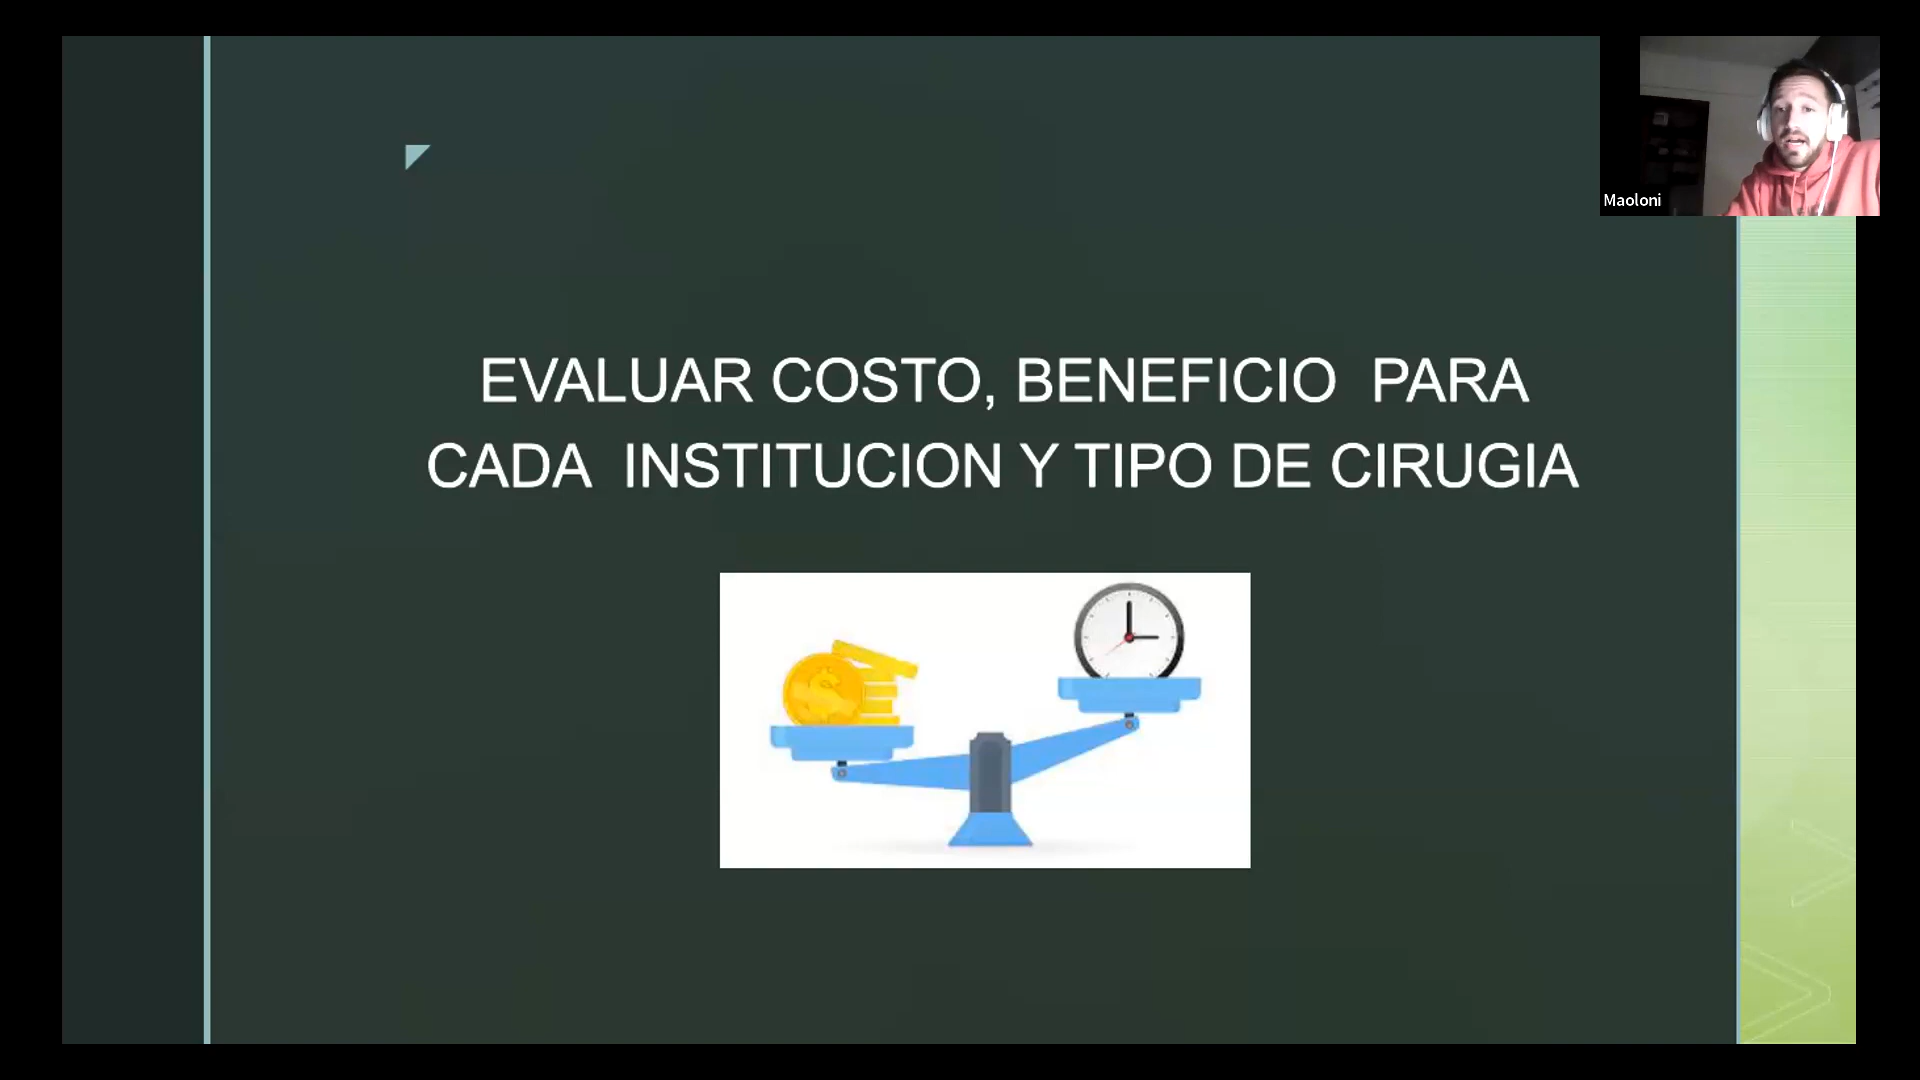 Maoloni
EVALUAR COSTO, BENEFICIO  PARA
CADA  INSTITUCION Y TIPO DE CIRUGIA